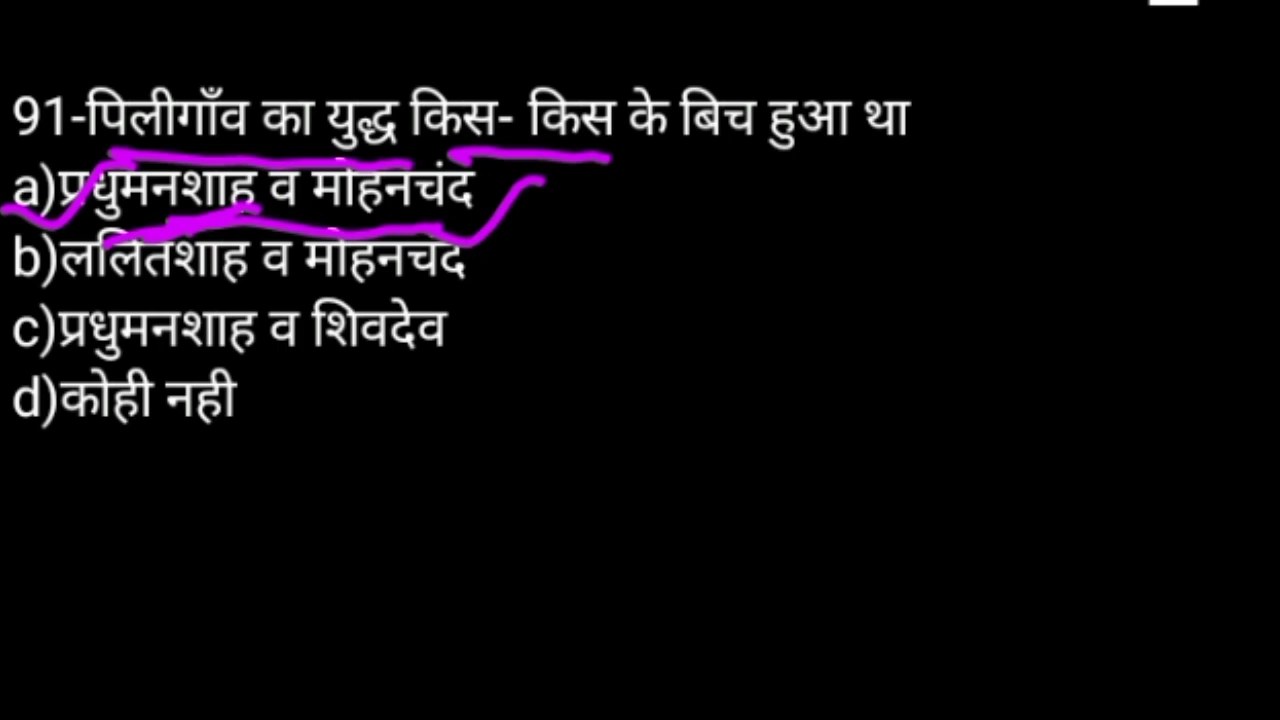 91-पिलीगाँव का युद्ध किस- किस के बिच हुआ था
a)प्रधुमनशाह व मोहनचंद
b)ललितशाह व मोहनचंद
c)प्रधुमनशाह व शिवदेव
d)कोही नही